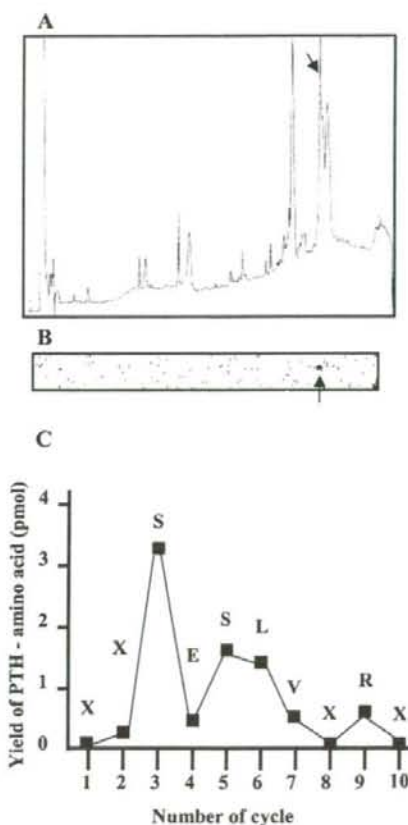 A
B
C
Yield of PTH - amino acid (pmol)
4
3
2
1
0
X
X
S
E
S
L
V
X
R
X
1 2 3 4 5 6 7 8 9 10
Number of cycle